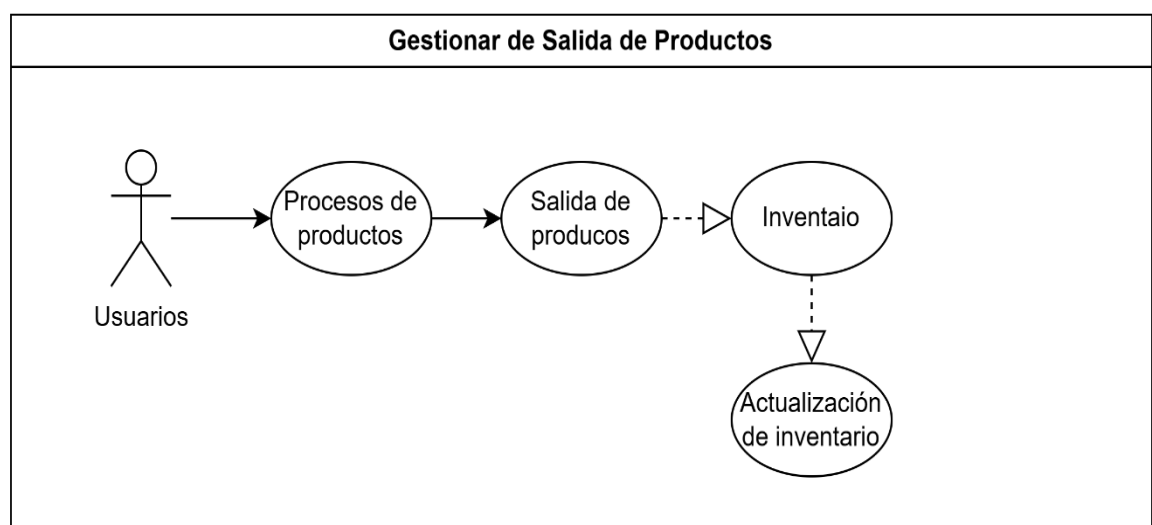 Gestionar de Salida de Productos
Procesos de
productos
Salida de
producos
Inventaio
Usuarios
Actualización
de inventario